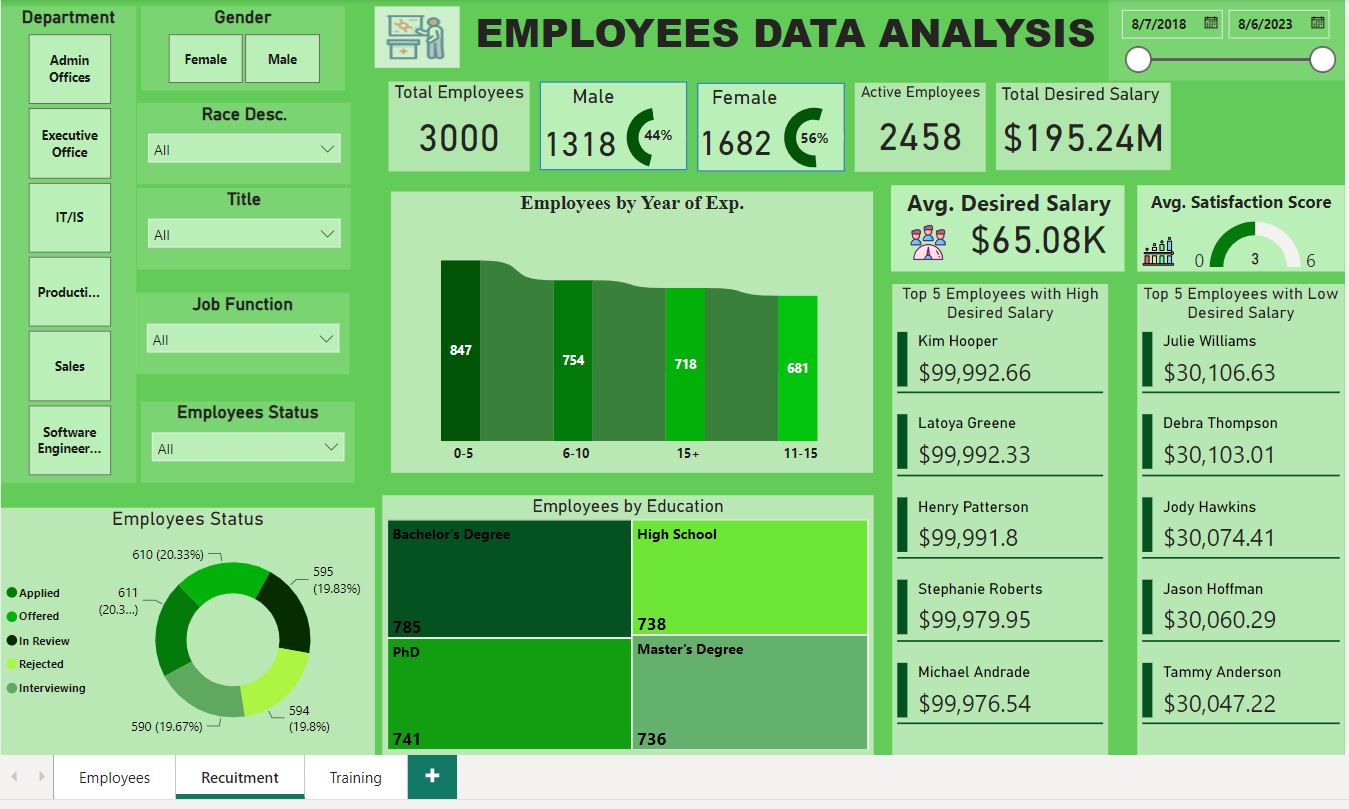 Department
Admin
Offices
Executive
Office
IT/IS
Producti...
Sales
Software
Engineer...
Gender
Female
Male
Race Desc.
All
Title
All
Job Function
All
Employees Status
All
EMPLOYEES DATA ANALYSIS
8/7/2018
8/6/2023
Total Employees
3000
Male
1318
44%
Female
1682
56%
Active Employees
2458
Total Desired Salary
$195.24M
Employees by Year of Exp.
847
754
718
681
0-5
6-10
15+
11-15
Avg. Desired Salary
$65.08K
Avg. Satisfaction Score
0
3
6
Top 5 Employees with High
Desired Salary
Kim Hooper
$99,992.66
Latoya Greene
$99,992.33
Henry Patterson
$99,991.8
Stephanie Roberts
$99,979.95
Michael Andrade
$99,976.54
Top 5 Employees with Low
Desired Salary
Julie Williams
$30,106.63
Debra Thompson
$30,103.01
Jody Hawkins
$30,074.41
Jason Hoffman
$30,060.29
Tammy Anderson
$30,047.22
Employees Status
Applied
Offered
In Review
Rejected
Interviewing
610 (20.33%)
595
(19.83%)
611
(20.3...)
590 (19.67%)
594
(19.8%)
Employees by Education
Bachelor's Degree
785
High School
738
PhD
741
Master's Degree
736
Employees
Recuitment
Training
+